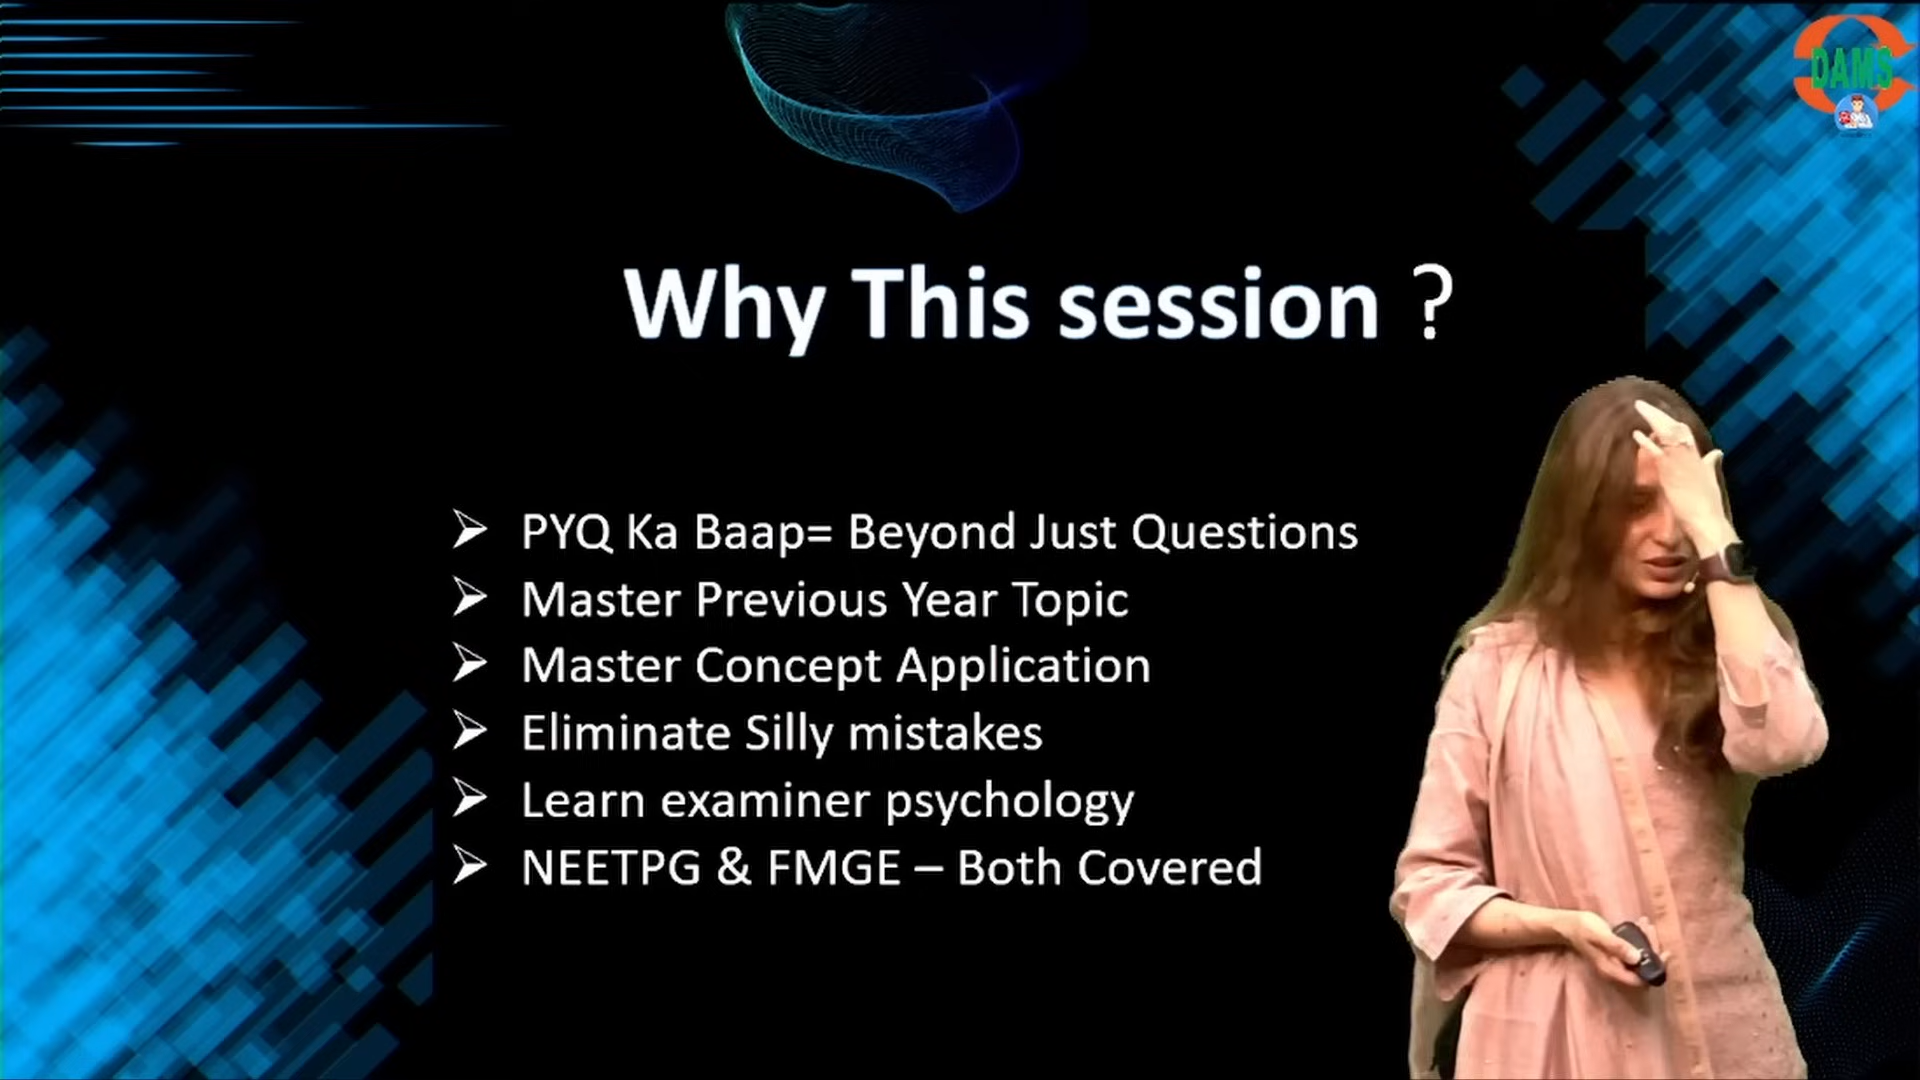 DAMS
Why This session ?
➢ PYQ Ka Baap= Beyond Just Questions
➢ Master Previous Year Topic
➢ Master Concept Application
➢ Eliminate Silly mistakes
➢ Learn examiner psychology
➢ NEETPG & FMGE – Both Covered